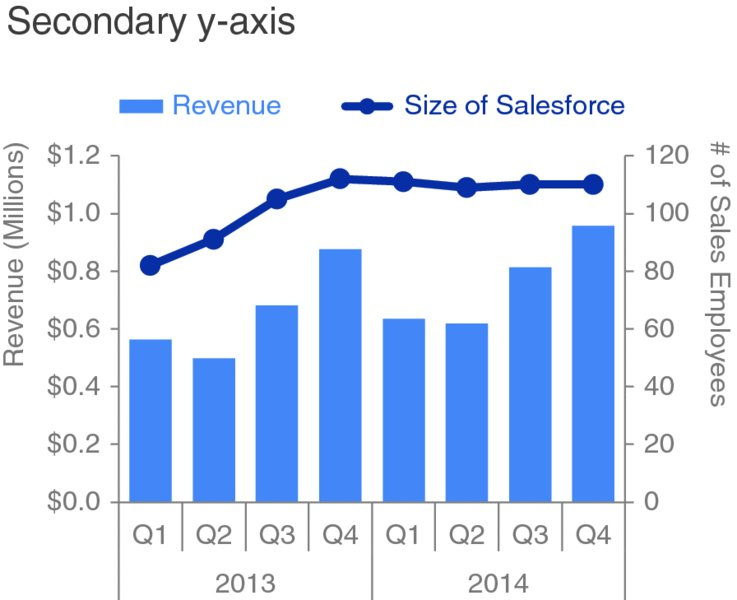 Secondary y-axis
Revenue
Size of Salesforce
Revenue (Millions)
$1.2
$1.0
$0.8
$0.6
$0.4
$0.2
$0.0
120
100
80
60
40
20
0
# of Sales Employees
Q1 Q2 Q3 Q4 Q1 Q2 Q3 Q4
2013 2014